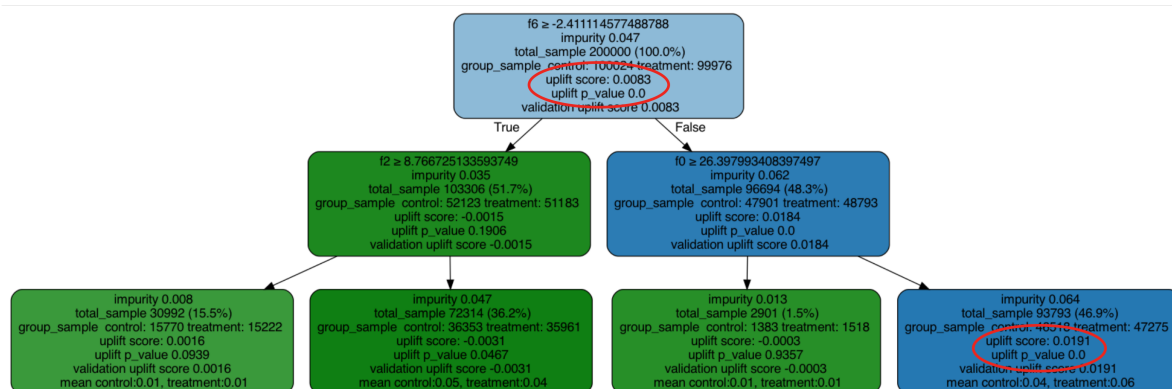 f6 ≥ -2.411114577488788
impurity 0.047
total_sample 200000 (100.0%)
group_sample control: 100024 treatment: 99976
uplift score: 0.0083
uplift p_value 0.0
validation uplift score 0.0083
True
False
f2 ≥ 8.766725133593749
impurity 0.035
total_sample 103306 (51.7%)
group_sample control: 52123 treatment: 51183
uplift score: -0.0015
uplift p_value 0.1906
validation uplift score -0.0015
f0 ≥ 26.397993408397497
impurity 0.062
total_sample 96694 (48.3%)
group_sample control: 47901 treatment: 48793
uplift score: 0.0184
uplift p_value 0.0
validation uplift score 0.0184
impurity 0.008
total_sample 30992 (15.5%)
group_sample control: 15770 treatment: 15222
uplift score: 0.0016
uplift p_value 0.0939
validation uplift score 0.0016
mean control:0.01, treatment:0.01
impurity 0.047
total_sample 72314 (36.2%)
group_sample control: 36353 treatment: 35961
uplift score: -0.0031
uplift p_value 0.0467
validation uplift score -0.0031
mean control:0.05, treatment:0.04
impurity 0.013
total_sample 2901 (1.5%)
group_sample control: 1383 treatment: 1518
uplift score: -0.0003
uplift p_value 0.9357
validation uplift score -0.0003
mean control:0.01, treatment:0.01
impurity 0.064
total_sample 93793 (46.9%)
group_sample control: 46518 treatment: 47275
uplift score: 0.0191
uplift p_value 0.0
validation uplift score 0.0191
mean control:0.04, treatment:0.06